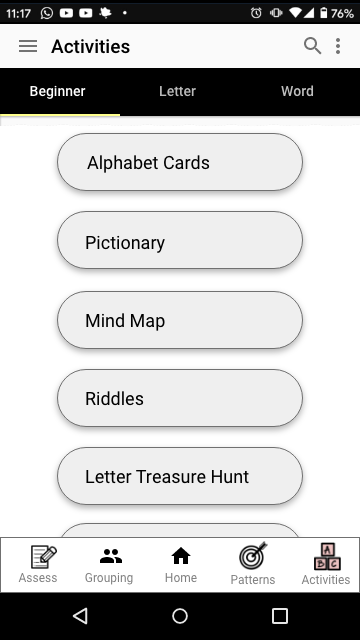 11:17 76%
Activities
Beginner Letter Word
Alphabet Cards
Pictionary
Mind Map
Riddles
Letter Treasure Hunt
Assess Grouping Home Patterns Activities
A
B C